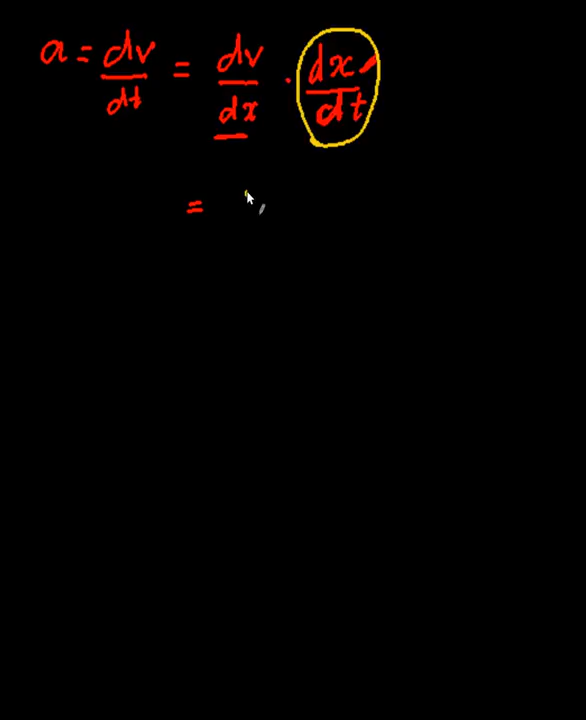 a = dv/dt = dv/dx · dx/dt
=